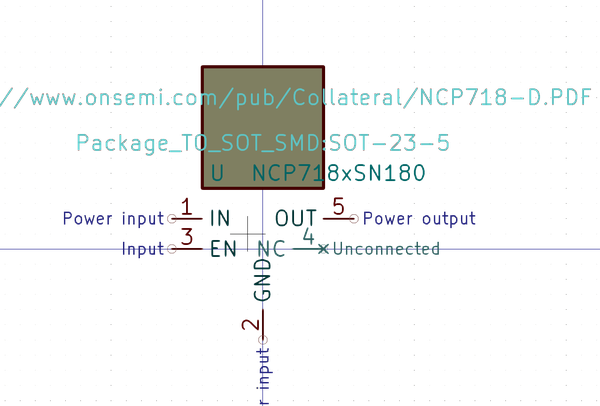 //www.onsemi.com/pub/Collateral/NCP718-D.PDF
Package_TO_SOT_SMD:SOT-23-5
U NCP718xSN180
Power input 1 IN OUT 5 Power output
Input 3 EN NC 4 Unconnected
GND
2
input